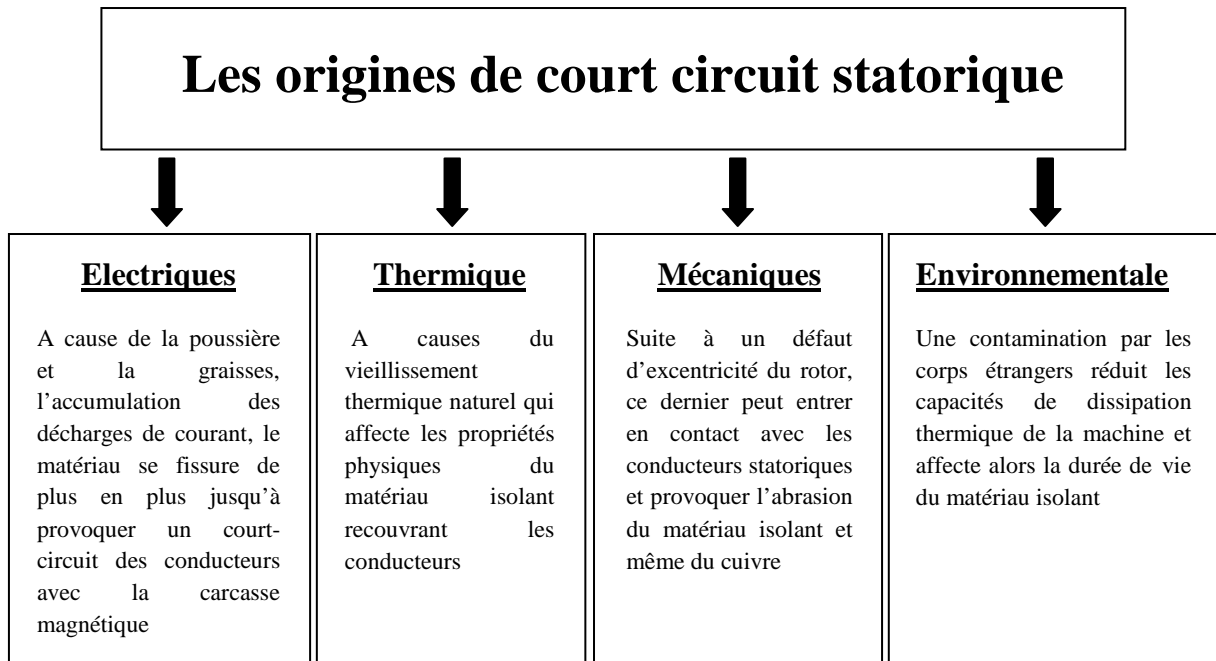 Les origines de court circuit statorique
Electriques
A cause de la poussière
et la graisses,
l’accumulation des
décharges de courant, le
matériau se fissure de
plus en plus jusqu’à
provoquer un court-
circuit des conducteurs
avec la carcasse
magnétique
Thermique
A causes du
vieillissement
thermique naturel qui
affecte les propriétés
physiques du
matériau isolant
recouvrant les
conducteurs
Mécaniques
Suite à un défaut
d’excentricité du rotor,
ce dernier peut entrer
en contact avec les
conducteurs statoriques
et provoquer l’abrasion
du matériau isolant et
même du cuivre
Environnementale
Une contamination par les
corps étrangers réduit les
capacités de dissipation
thermique de la machine et
affecte alors la durée de vie
du matériau isolant